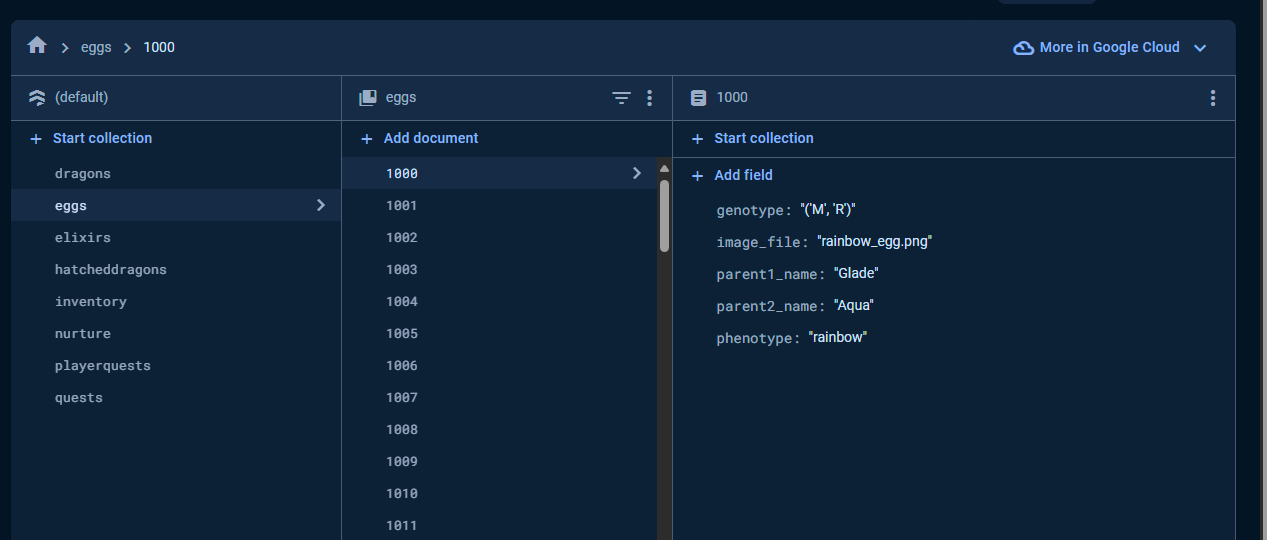 eggs > 1000
More in Google Cloud
(default)
eggs
1000
+ Start collection
+ Add document
+ Start collection
dragons
eggs
elixirs
hatcheddragons
inventory
nurture
playerquests
quests
1000
1001
1002
1003
1004
1005
1006
1007
1008
1009
1010
1011
+ Add field
genotype: "('M', 'R')"
image_file: "rainbow_egg.png"
parent1_name: "Glade"
parent2_name: "Aqua"
phenotype: "rainbow"